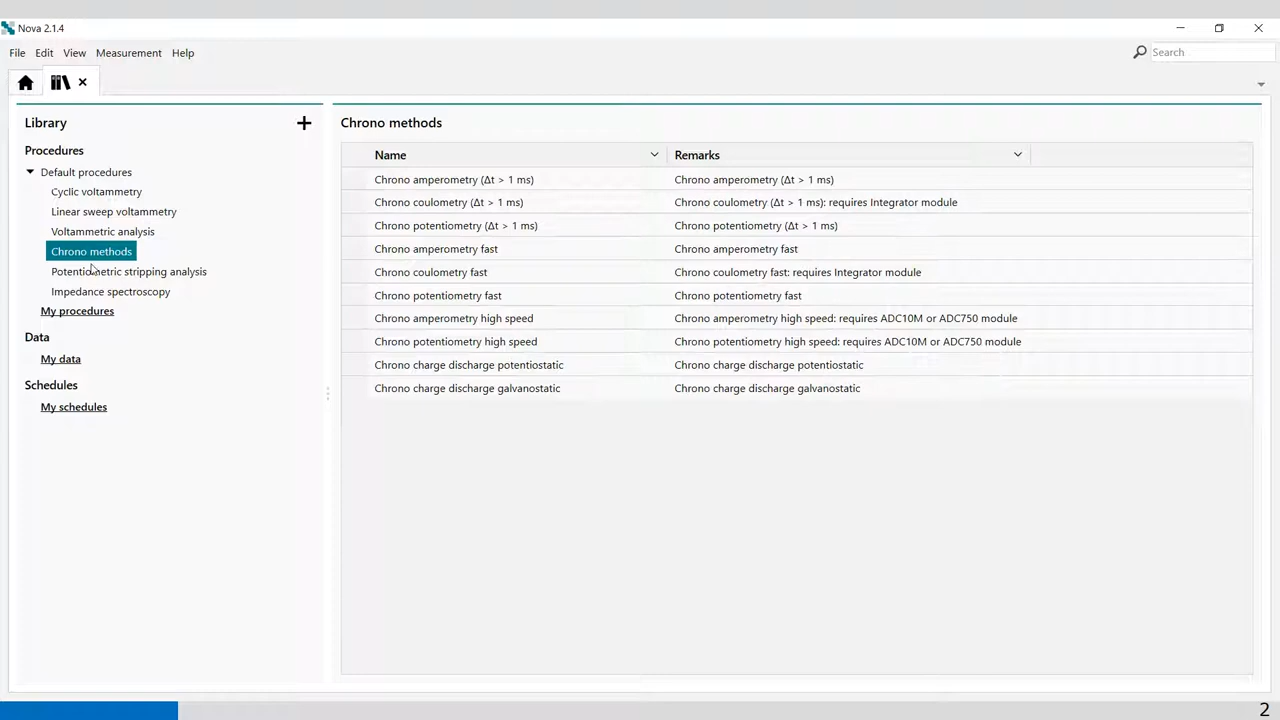 Nova 2.1.4
File Edit View Measurement Help
Search
Library
Procedures
Default procedures
Cyclic voltammetry
Linear sweep voltammetry
Voltammetric analysis
Chrono methods
Potentiometric stripping analysis
Impedance spectroscopy
My procedures
Data
My data
Schedules
My schedules
Chrono methods
Name Remarks
Chrono amperometry (Δt > 1 ms) Chrono amperometry (Δt > 1 ms)
Chrono coulometry (Δt > 1 ms) Chrono coulometry (Δt > 1 ms): requires Integrator module
Chrono potentiometry (Δt > 1 ms) Chrono potentiometry (Δt > 1 ms)
Chrono amperometry fast Chrono amperometry fast
Chrono coulometry fast Chrono coulometry fast: requires Integrator module
Chrono potentiometry fast Chrono potentiometry fast
Chrono amperometry high speed Chrono amperometry high speed: requires ADC10M or ADC750 module
Chrono potentiometry high speed Chrono potentiometry high speed: requires ADC10M or ADC750 module
Chrono charge discharge potentiostatic Chrono charge discharge potentiostatic
Chrono charge discharge galvanostatic Chrono charge discharge galvanostatic
2